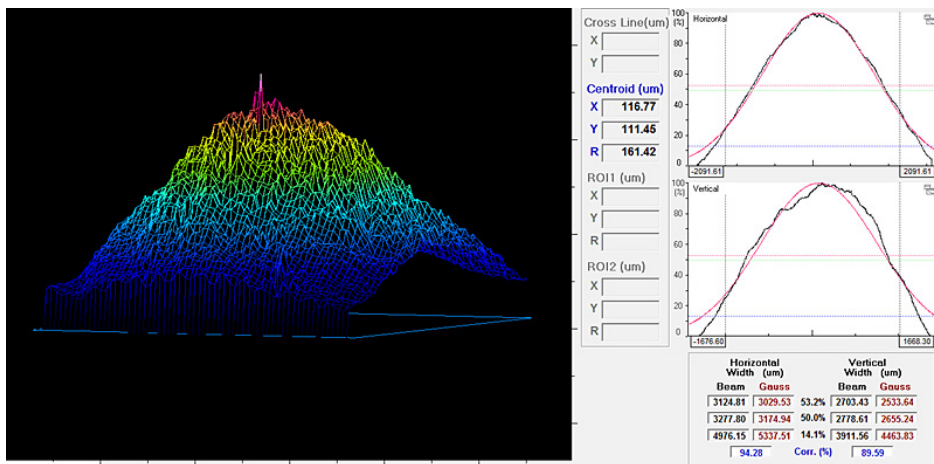 Cross Line(um)
X
Y
Centroid (um)
X 116.77
Y 111.45
R 161.42
ROI1 (um)
X
Y
R
ROI2 (um)
X
Y
R
100
[%]
Horizontal
80
60
40
20
0
-2091.61 2091.61
100
[%]
Vertical
80
60
40
20
0
-1676.60 1668.30
Horizontal Vertical
Width (um) Width (um)
Beam Gauss Beam Gauss
3124.81 3029.53 53.2% 2703.43 2533.64
3277.80 3174.94 50.0% 2778.61 2655.24
4976.15 5337.51 14.1% 3911.56 4463.83
94.28 Corr. (%) 89.59